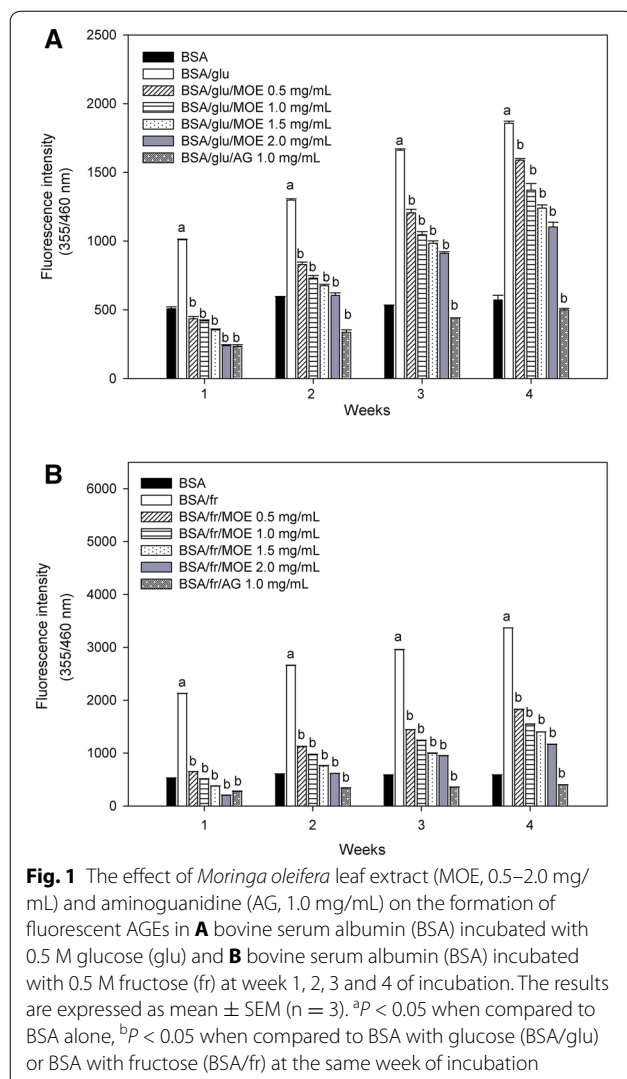 A
2500
2000
1500
1000
500
0
Fluorescence intensity
(355/460 nm)
BSA
BSA/glu
BSA/glu/MOE 0.5 mg/mL
BSA/glu/MOE 1.0 mg/mL
BSA/glu/MOE 1.5 mg/mL
BSA/glu/MOE 2.0 mg/mL
BSA/glu/AG 1.0 mg/mL
a b b b b b
a b b b b b
a b b b b b
a b b b b b
1 2 3 4
Weeks
B
6000
5000
4000
3000
2000
1000
0
Fluorescence intensity
(355/460 nm)
BSA
BSA/fr
BSA/fr/MOE 0.5 mg/mL
BSA/fr/MOE 1.0 mg/mL
BSA/fr/MOE 1.5 mg/mL
BSA/fr/MOE 2.0 mg/mL
BSA/fr/AG 1.0 mg/mL
a b b b b b
a b b b b b
a b b b b b
a b b b b b
1 2 3 4
Weeks
Fig. 1 The effect of Moringa oleifera leaf extract (MOE, 0.5–2.0 mg/
mL) and aminoguanidine (AG, 1.0 mg/mL) on the formation of
fluorescent AGEs in A bovine serum albumin (BSA) incubated with
0.5 M glucose (glu) and B bovine serum albumin (BSA) incubated
with 0.5 M fructose (fr) at week 1, 2, 3 and 4 of incubation. The results
are expressed as mean ± SEM (n = 3). ᵃP < 0.05 when compared to
BSA alone, ᵇP < 0.05 when compared to BSA with glucose (BSA/glu)
or BSA with fructose (BSA/fr) at the same week of incubation